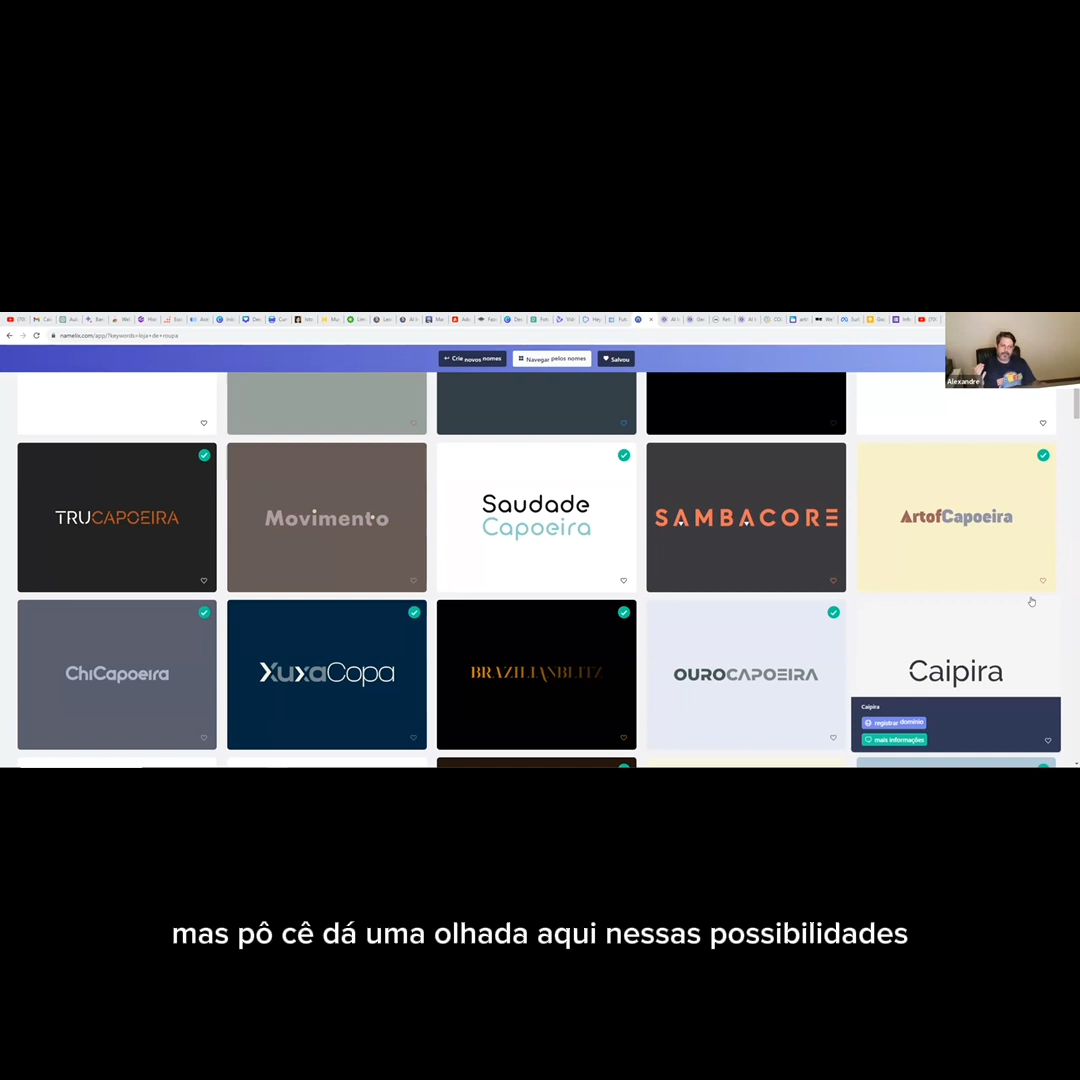 namelix.com/app/?keywords=loja+de+roupa
Alexandre
← Criar novos nomes
Navegar pelos nomes
Salvou
TRUCAPOEIRA
Movimento
Saudade
Capoeira
SAMBACORE
ArtofCapoeira
ChiCapoeira
XuxaCopa
BRAZILIANBLITZ
OUROCAPOEIRA
Caipira
Caipira
registrar domínio
mais informações
mas pô cê dá uma olhada aqui nessas possibilidades